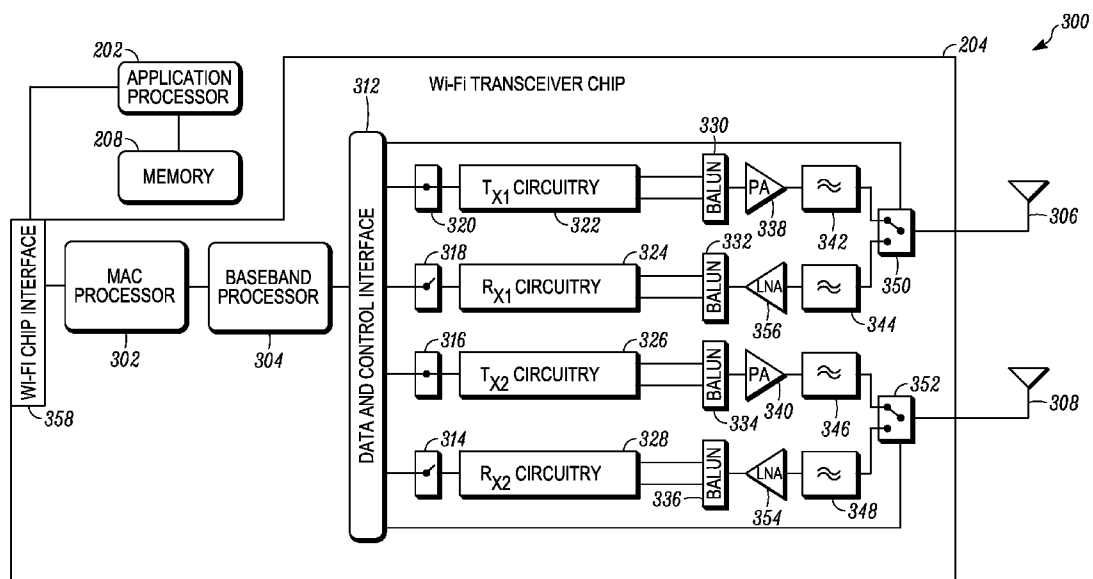 300
202
204
APPLICATION
PROCESSOR
312
Wi-Fi TRANSCEIVER CHIP
208
MEMORY
330
TX1 CIRCUITRY
BALUN
PA
320
322
338
342
306
318
324
332
350
WI-FI CHIP INTERFACE
MAC
PROCESSOR
BASEBAND
PROCESSOR
DATA AND CONTROL INTERFACE
RX1 CIRCUITRY
BALUN
LNA
356
344
302
304
316
326
352
TX2 CIRCUITRY
BALUN
PA
334
340
346
308
358
314
328
RX2 CIRCUITRY
BALUN
LNA
336
354
348